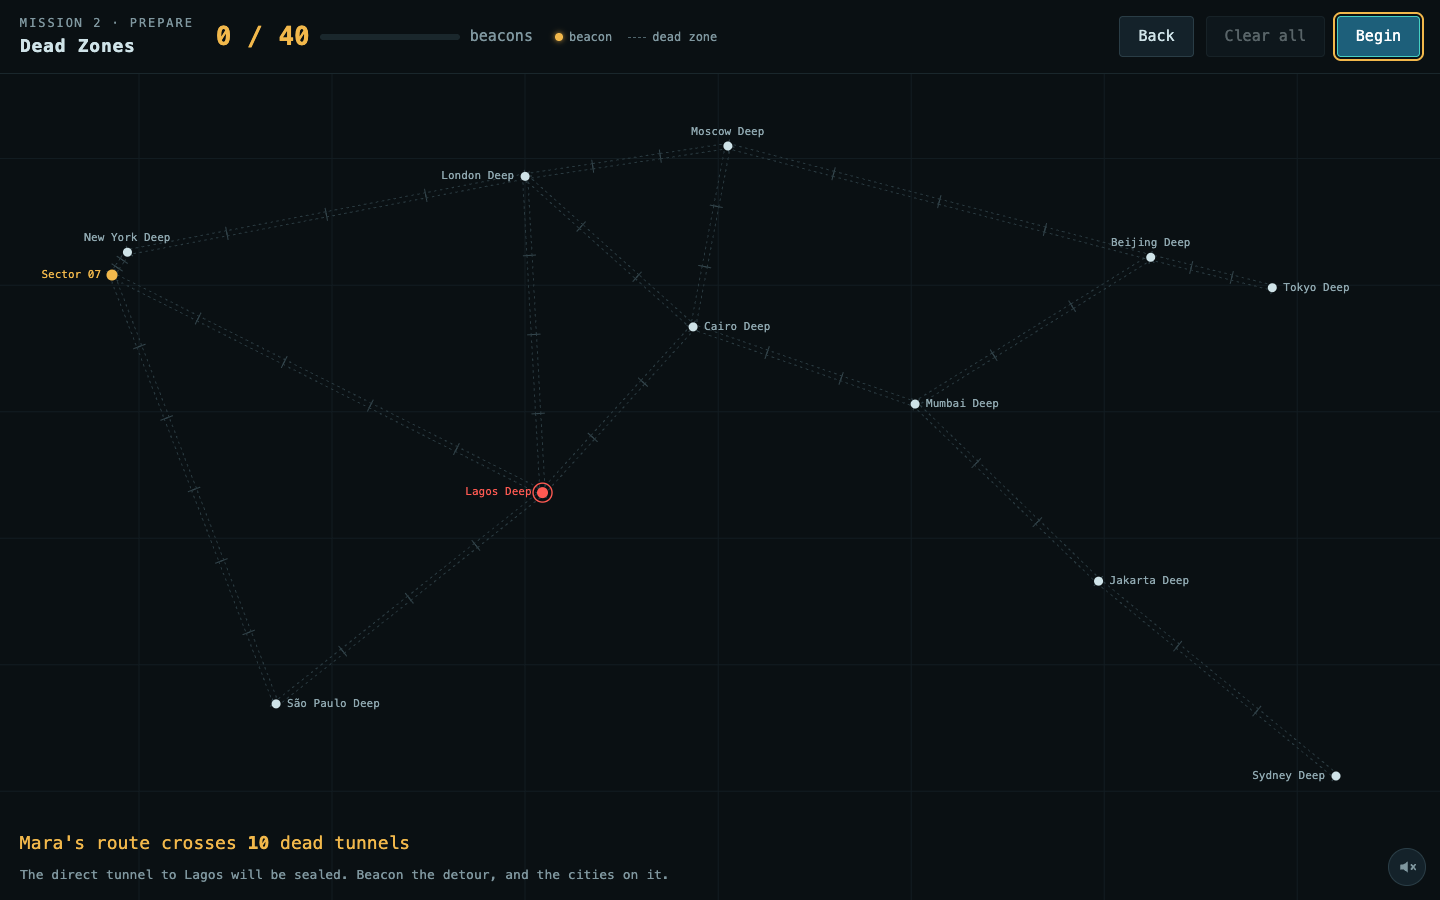 MISSION 2 · PREPARE
Dead Zones
0 / 40
beacons
beacon
dead zone
Back
Clear all
Begin
Moscow Deep
London Deep
New York Deep
Beijing Deep
Sector 07
Tokyo Deep
Cairo Deep
Mumbai Deep
Lagos Deep
Jakarta Deep
São Paulo Deep
Sydney Deep
Mara's route crosses 10 dead tunnels
The direct tunnel to Lagos will be sealed. Beacon the detour, and the cities on it.